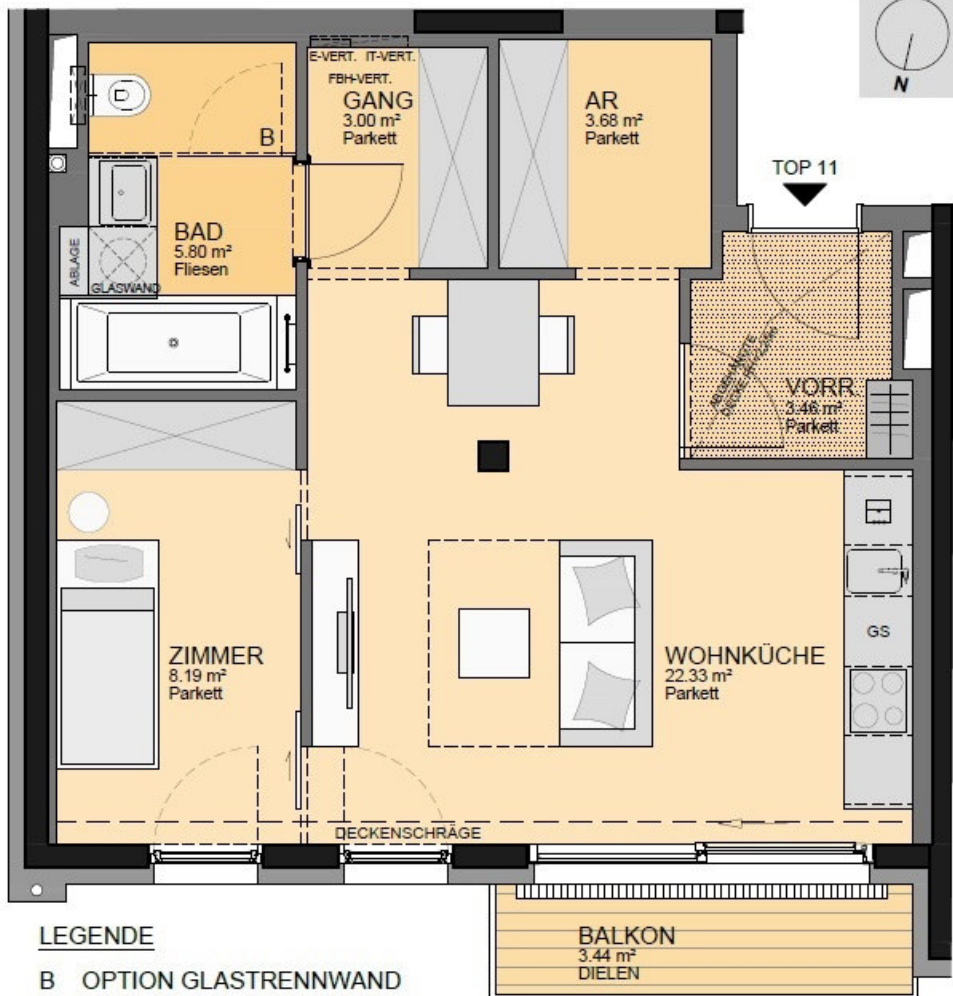 N
E-VERT. IT-VERT.
FBH-VERT.
GANG
3.00 m²
Parkett
AR
3.68 m²
Parkett
TOP 11
B
BAD
5.80 m²
Fliesen
ABLAGE
GLASWAND
ABGEHÄNGTE
VORR.
3.46 m²
Parkett
ZIMMER
8.19 m²
Parkett
WOHNKÜCHE
22.33 m²
Parkett
GS
DECKENSCHRÄGE
BALKON
3.44 m²
DIELEN
LEGENDE
B OPTION GLASTRENNWAND